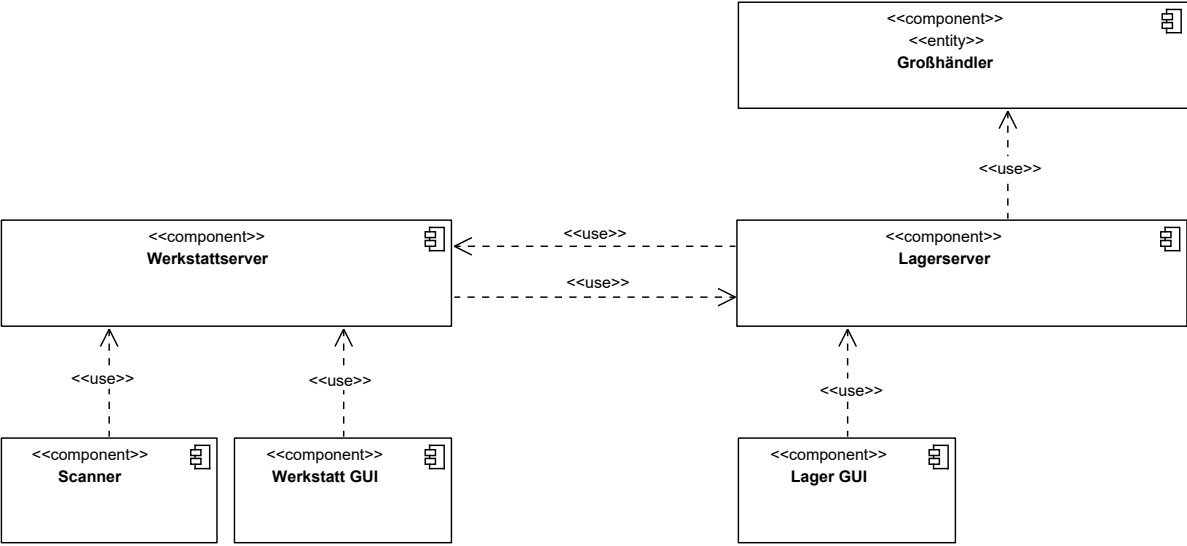 <<component>>
<<entity>>
Großhändler
<<use>>
<<component>>
Werkstattserver
<<use>>
<<use>>
<<component>>
Lagerserver
<<use>>
<<use>>
<<use>>
<<component>>
Scanner
<<component>>
Werkstatt GUI
<<component>>
Lager GUI